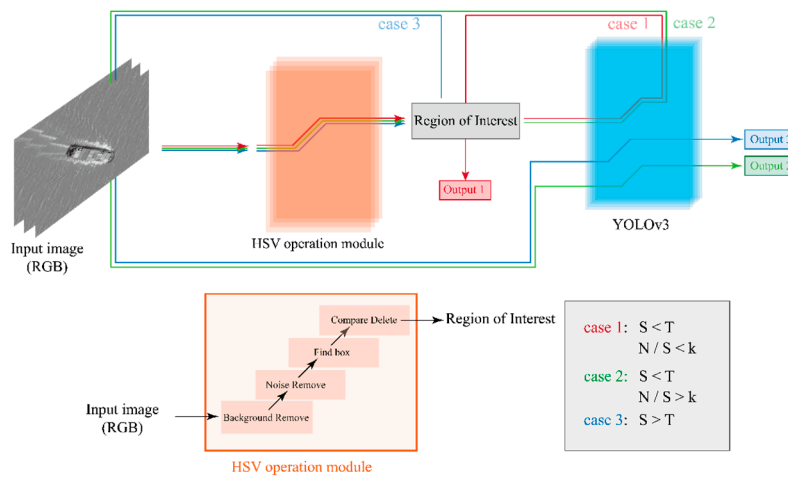 case 3
case 1
case 2
Region of Interest
Output 3
Output 1
Output 2
Input image
(RGB)
HSV operation module
YOLOv3
Compare Delete
Region of Interest
Find box
Noise Remove
Input image
(RGB)
Background Remove
HSV operation module
case 1: S < T
N / S < k
case 2: S < T
N / S > k
case 3: S > T